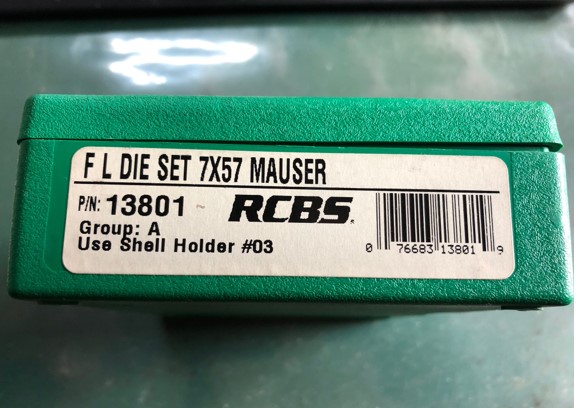 F L DIE SET 7X57 MAUSER
P/N: 13801
RCBS.
Group: A
Use Shell Holder #03
0 76683 13801 9